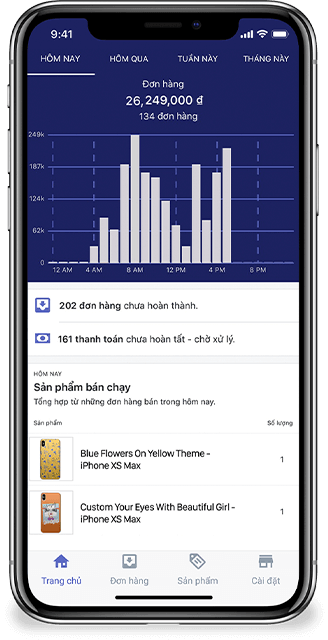 9:41
HÔM NAY HÔM QUA TUẦN NÀY THÁNG NÀY
Đơn hàng
26,249,000 ₫
134 đơn hàng
249k
187k
124k
62k
0
12 AM 4 AM 8 AM 12 PM 4 PM 8 PM
202 đơn hàng chưa hoàn thành.
161 thanh toán chưa hoàn tất - chờ xử lý.
HÔM NAY
Sản phẩm bán chạy
Tổng hợp từ những đơn hàng bán trong hôm nay.
Sản phẩm Số lượng
Blue Flowers On Yellow Theme -
iPhone XS Max 1
Custom Your Eyes With Beautiful Girl -
iPhone XS Max 1
Trang chủ Đơn hàng Sản phẩm Cài đặt